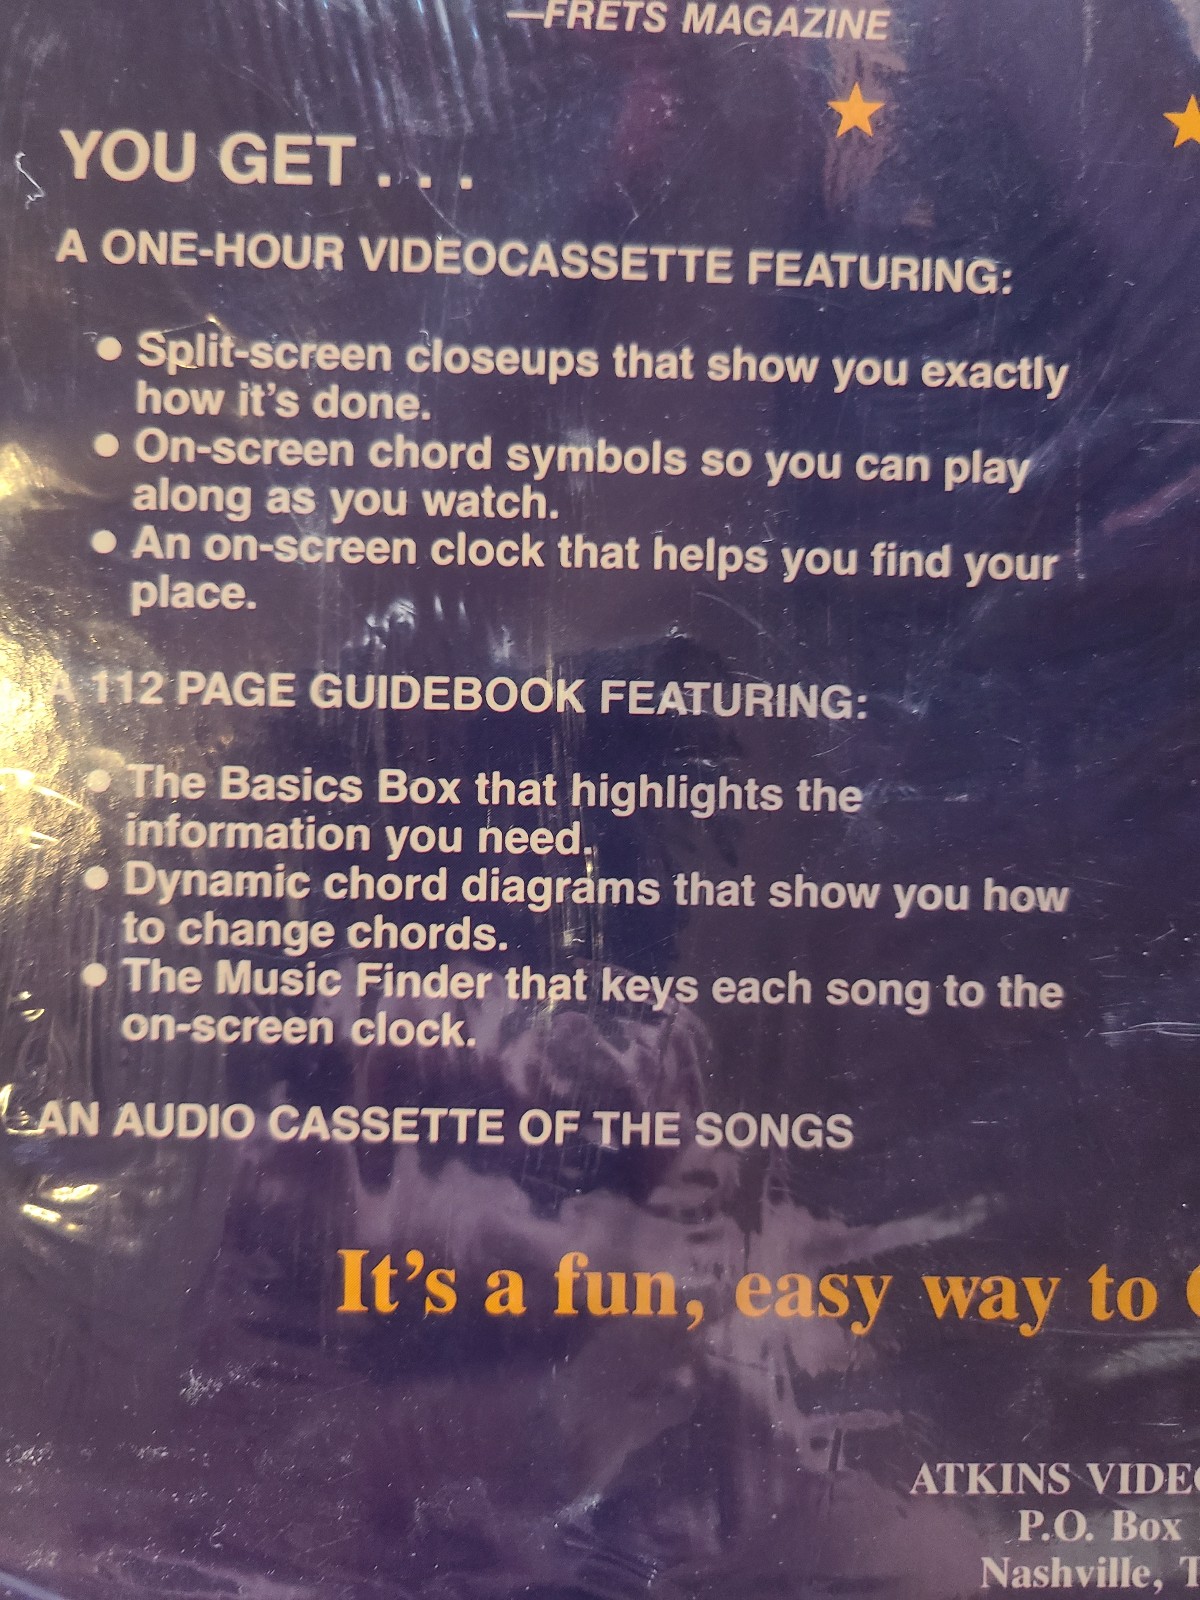 —FRETS MAGAZINE
YOU GET . . .
A ONE-HOUR VIDEOCASSETTE FEATURING:
● Split-screen closeups that show you exactly
how it's done.
● On-screen chord symbols so you can play
along as you watch.
● An on-screen clock that helps you find your
place.
A 112 PAGE GUIDEBOOK FEATURING:
● The Basics Box that highlights the
information you need.
● Dynamic chord diagrams that show you how
to change chords.
● The Music Finder that keys each song to the
on-screen clock.
AN AUDIO CASSETTE OF THE SONGS
It's a fun, easy way to
ATKINS
P.O. Box
Nashville,